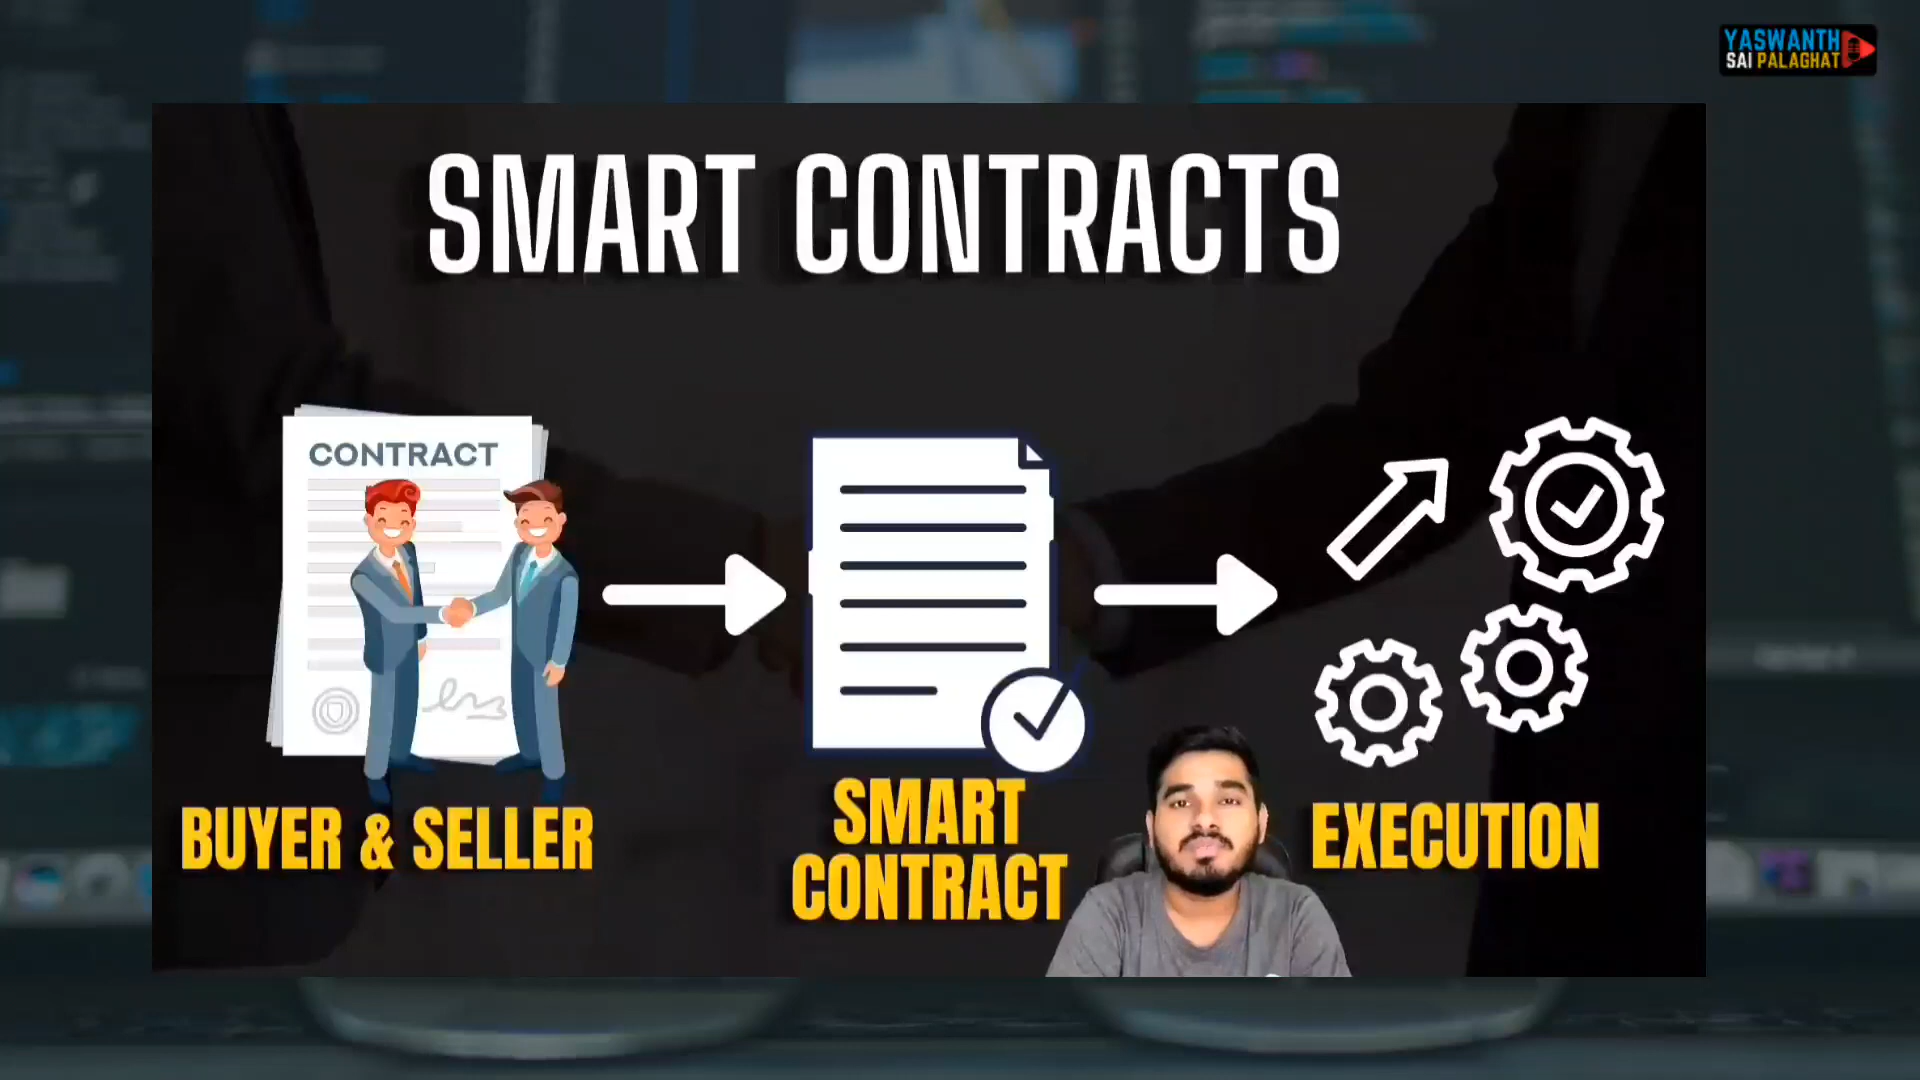 YASWANTH
SAI PALAGHAT
SMART CONTRACTS
CONTRACT
BUYER & SELLER
SMART
CONTRACT
EXECUTION